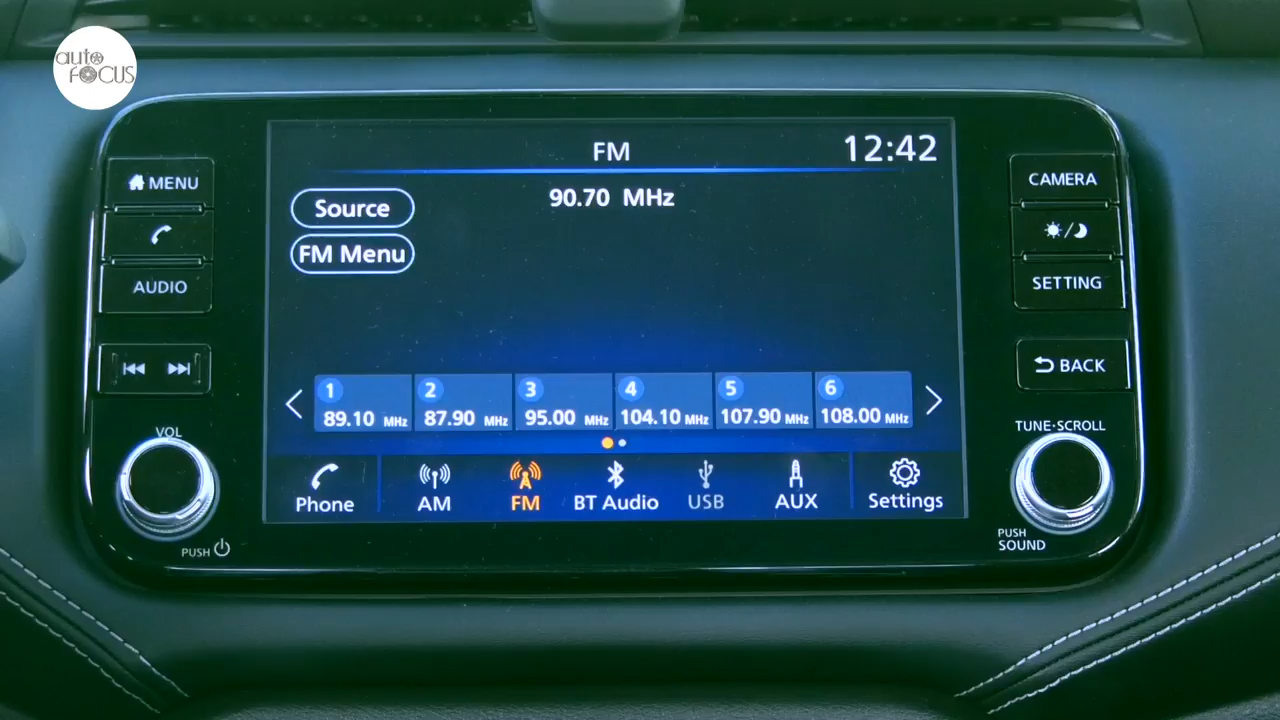 auto
FOCUS
FM
12:42
90.70 MHz
Source
FM Menu
MENU
AUDIO
CAMERA
SETTING
BACK
1
89.10 MHz
2
87.90 MHz
3
95.00 MHz
4
104.10 MHz
5
107.90 MHz
6
108.00 MHz
VOL
TUNE·SCROLL
Phone
AM
FM
BT Audio
USB
AUX
Settings
PUSH
PUSH
SOUND